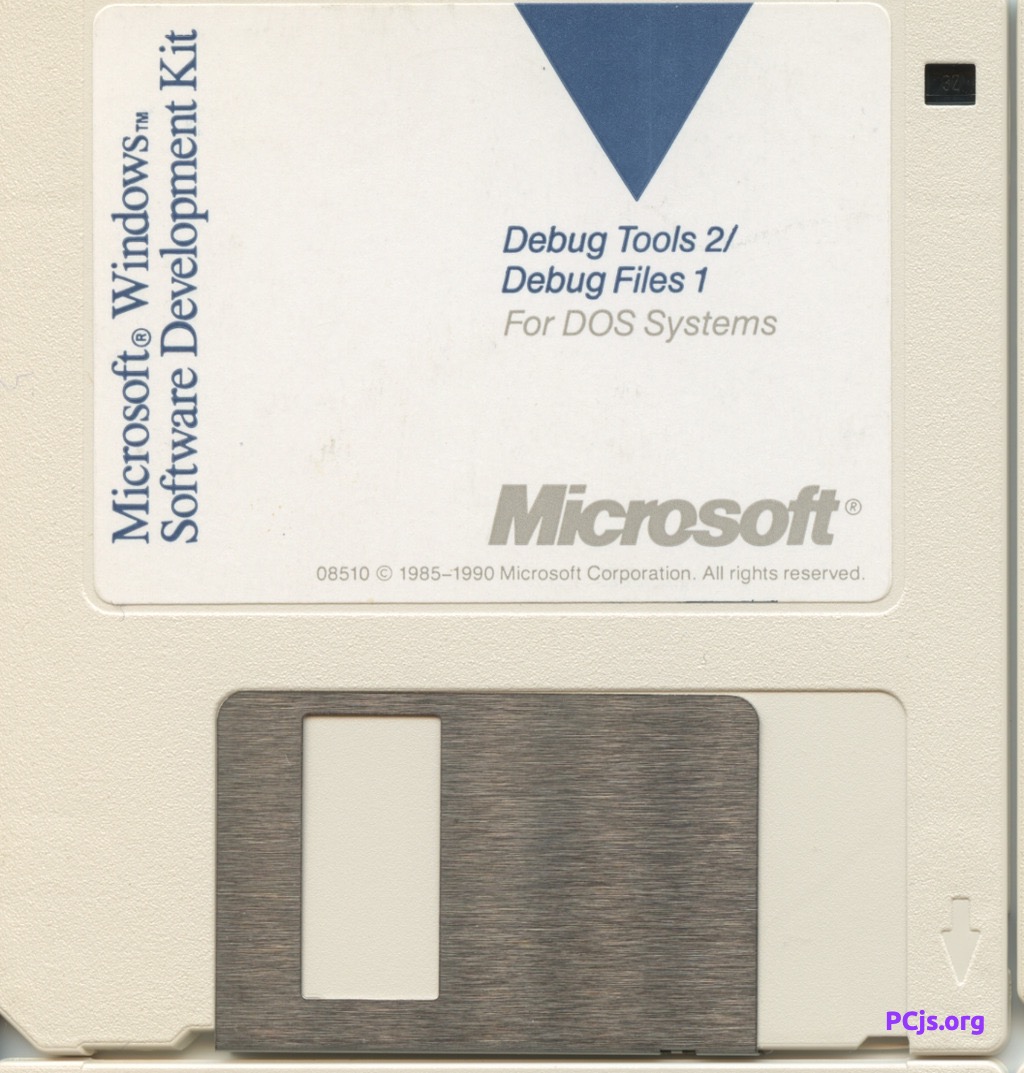 Microsoft® Windows™
Software Development Kit
Debug Tools 2/
Debug Files 1
For DOS Systems
Microsoft®
08510 © 1985–1990 Microsoft Corporation. All rights reserved.
PCjs.org